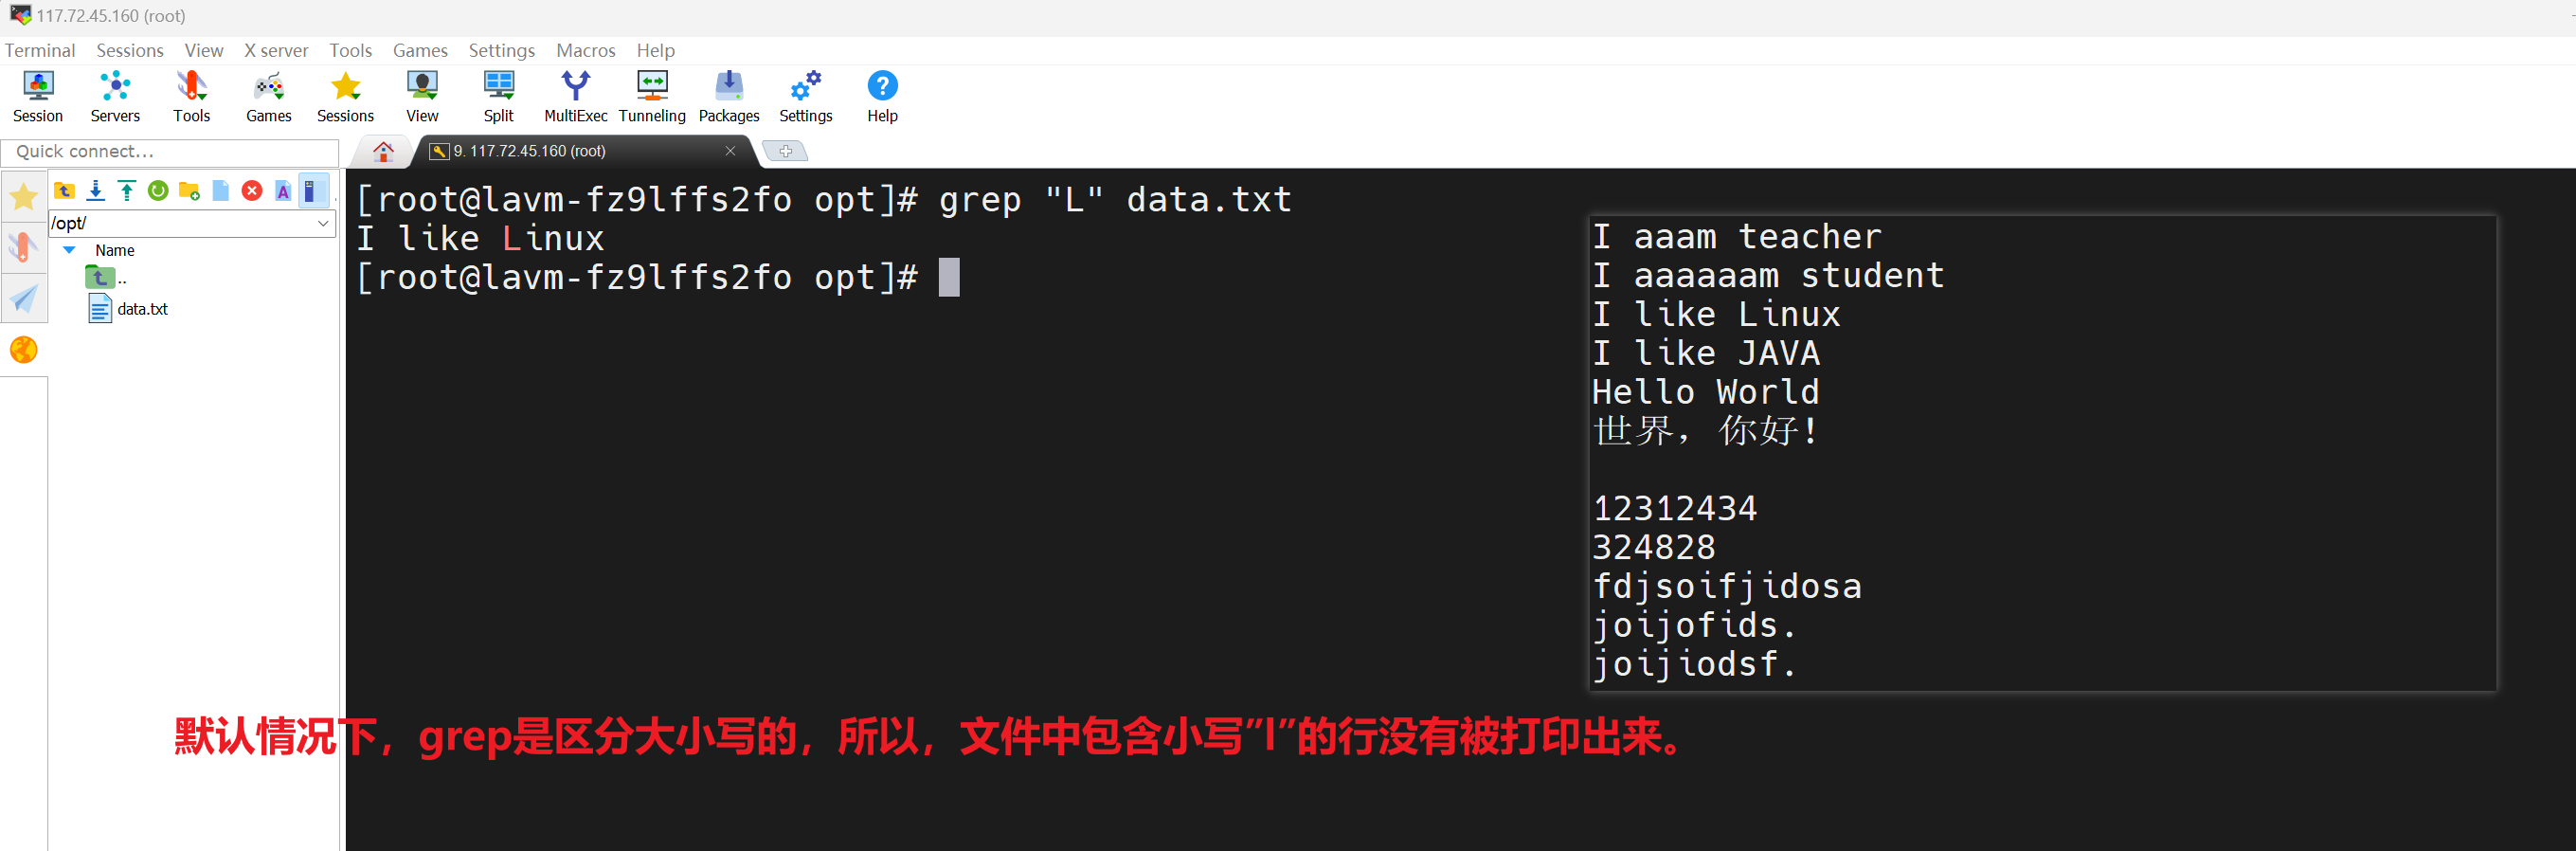 117.72.45.160 (root)
Terminal Sessions View X server Tools Games Settings Macros Help
Session Servers Tools Games Sessions View Split MultiExec Tunneling Packages Settings Help
Quick connect...
9. 117.72.45.160 (root)
/opt/
Name
..
data.txt
[root@lavm-fz9lffs2fo opt]# grep "L" data.txt
I like Linux
[root@lavm-fz9lffs2fo opt]#
I aaam teacher
I aaaaaam student
I like Linux
I like JAVA
Hello World
世界，你好！
12312434
324828
fdjsoifjidosa
joijofids.
joijiodsf.
默认情况下，grep是区分大小写的，所以，文件中包含小写”l”的行没有被打印出来。